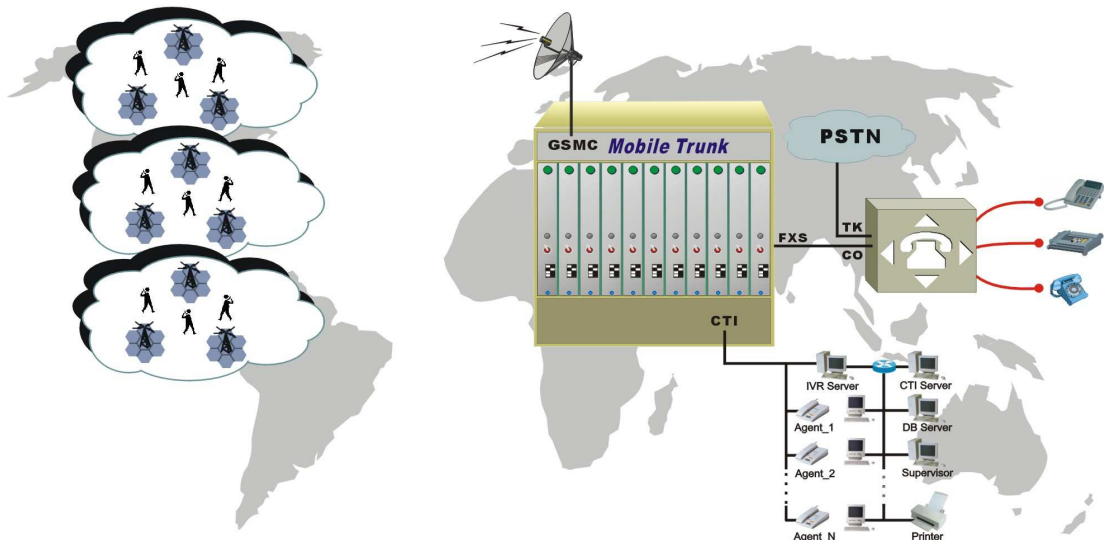 GSMC Mobile Trunk
PSTN
TK
FXS
CO
CTI
IVR Server
CTI Server
Agent_1
DB Server
Agent_2
Supervisor
Agent_N
Printer